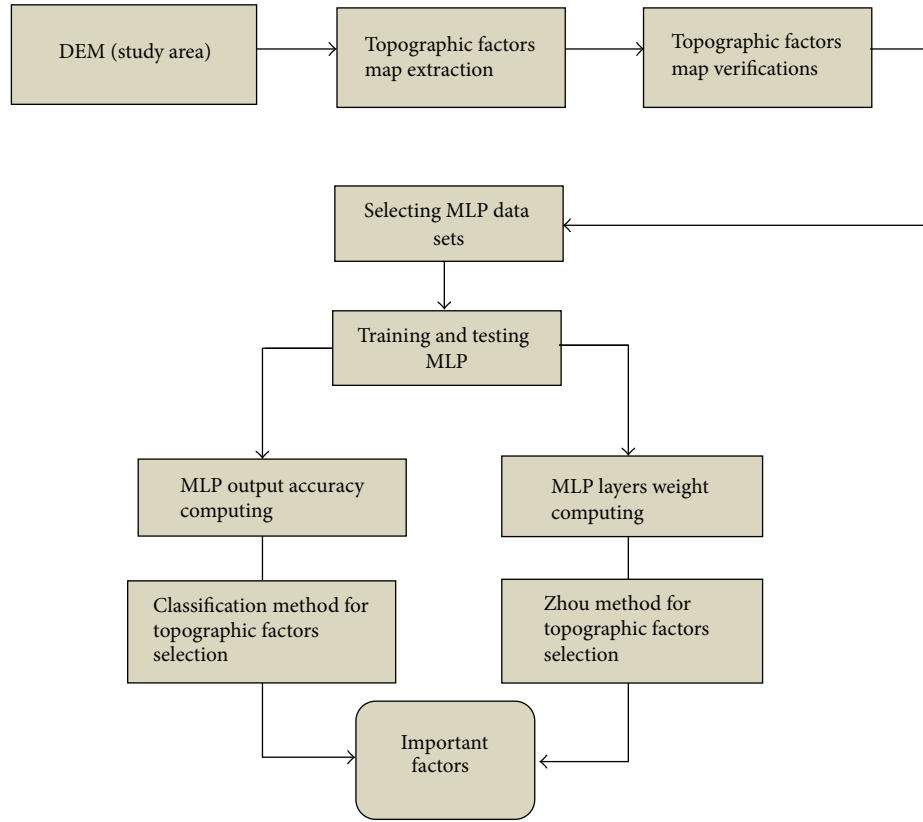 DEM (study area)
Topographic factors
map extraction
Topographic factors
map verifications
Selecting MLP data
sets
Training and testing
MLP
MLP output accuracy
computing
MLP layers weight
computing
Classification method for
topographic factors
selection
Zhou method for
topographic factors
selection
Important
factors